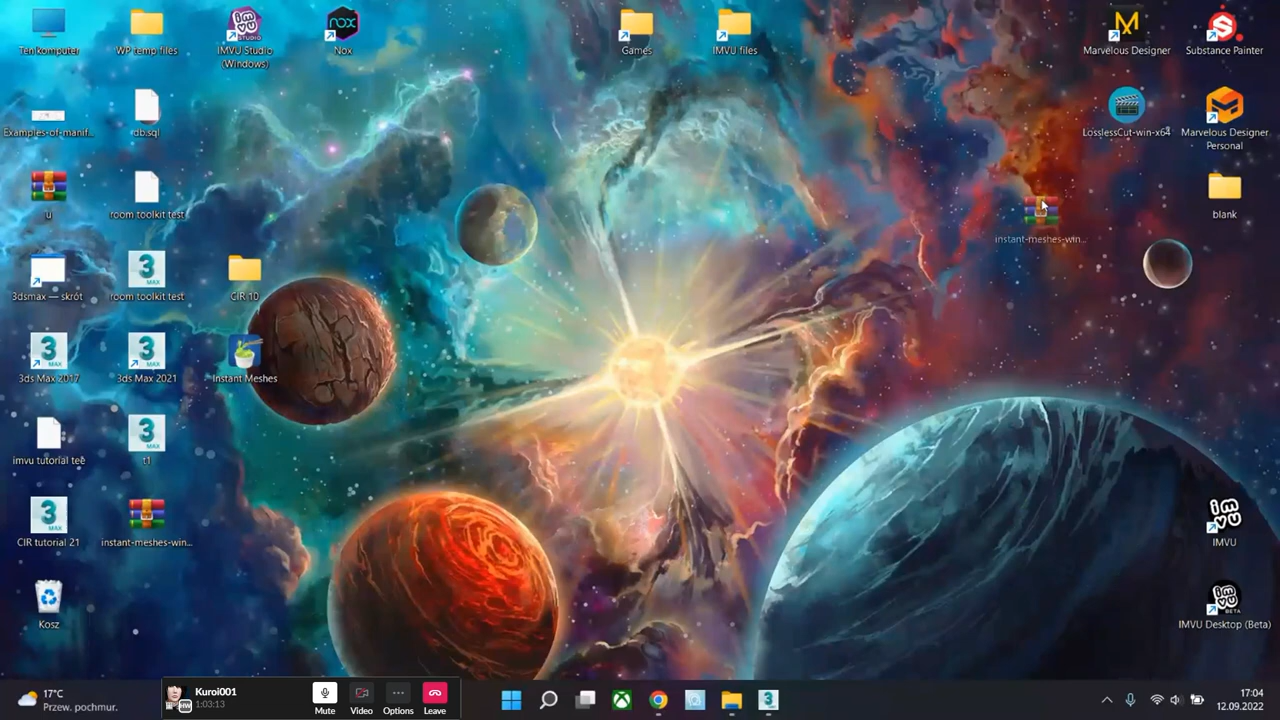 Ten komputer
WP temp files
IMVU Studio
(Windows)
Nox
Games
IMVU files
Marvelous Designer
Substance Painter
Examples-of-manif...
db.sql
LosslessCut-win-x64
Marvelous Designer
Personal
u
room toolkit test
instant-meshes-win...
blank
3dsmax — skrót
room toolkit test
CIR 10
3ds Max 2017
3ds Max 2021
Instant Meshes
t1
CIR tutorial 21
instant-meshes-win...
IMVU
Kosz
IMVU Desktop (Beta)
17°C
Przew. pochmur.
Kuroi001
1:03:13
Mute
Video
Options
Leave
17:04
12.09.2022